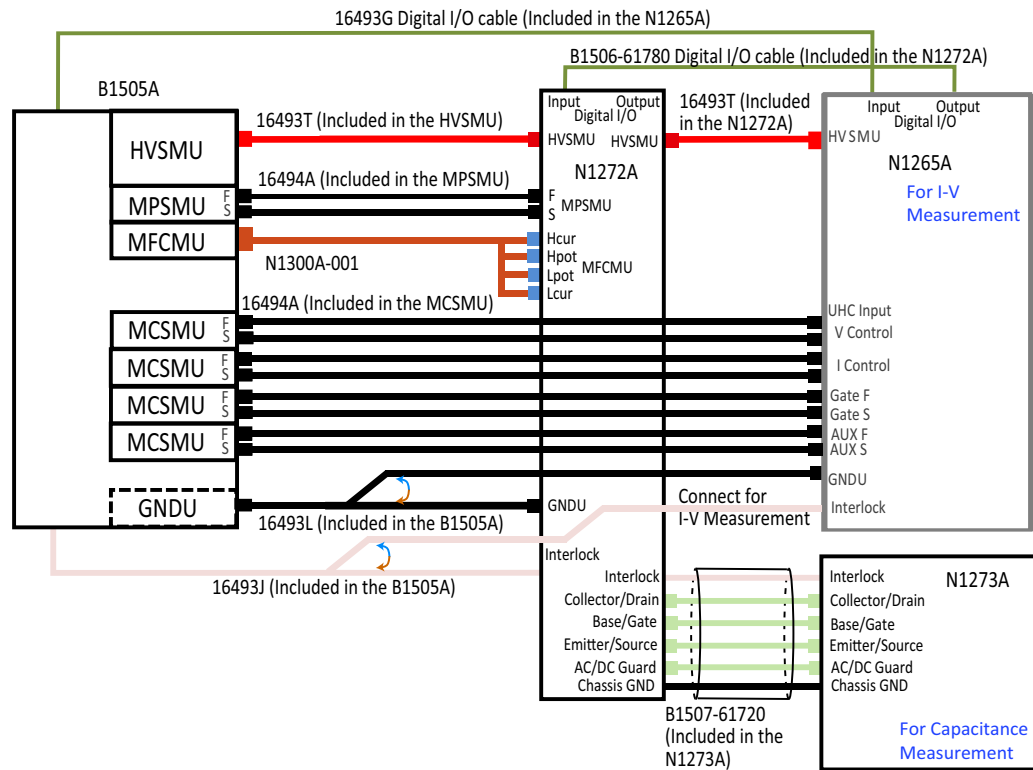 16493G Digital I/O cable (Included in the N1265A)
B1506-61780 Digital I/O cable (Included in the N1272A)
B1505A
HVSMU
MPSMU
F
S
MFCMU
MCSMU
F
S
MCSMU
F
S
MCSMU
F
S
MCSMU
F
S
GNDU
16493T (Included in the HVSMU)
16494A (Included in the MPSMU)
N1300A-001
16494A (Included in the MCSMU)
16493L (Included in the B1505A)
16493J (Included in the B1505A)
Input
Output
Digital I/O
HVSMU
HVSMU
N1272A
F
S
MPSMU
Hcur
Hpot
Lpot
Lcur
MFCMU
GNDU
Interlock
Interlock
Collector/Drain
Base/Gate
Emitter/Source
AC/DC Guard
Chassis GND
16493T (Included
in the N1272A)
Connect for
I-V Measurement
B1507-61720
(Included in the
N1273A)
Input
Output
Digital I/O
HV SMU
N1265A
For I-V
Measurement
UHC Input
V Control
I Control
Gate F
Gate S
AUX F
AUX S
GNDU
Interlock
Interlock
N1273A
Collector/Drain
Base/Gate
Emitter/Source
AC/DC Guard
Chassis GND
For Capacitance
Measurement